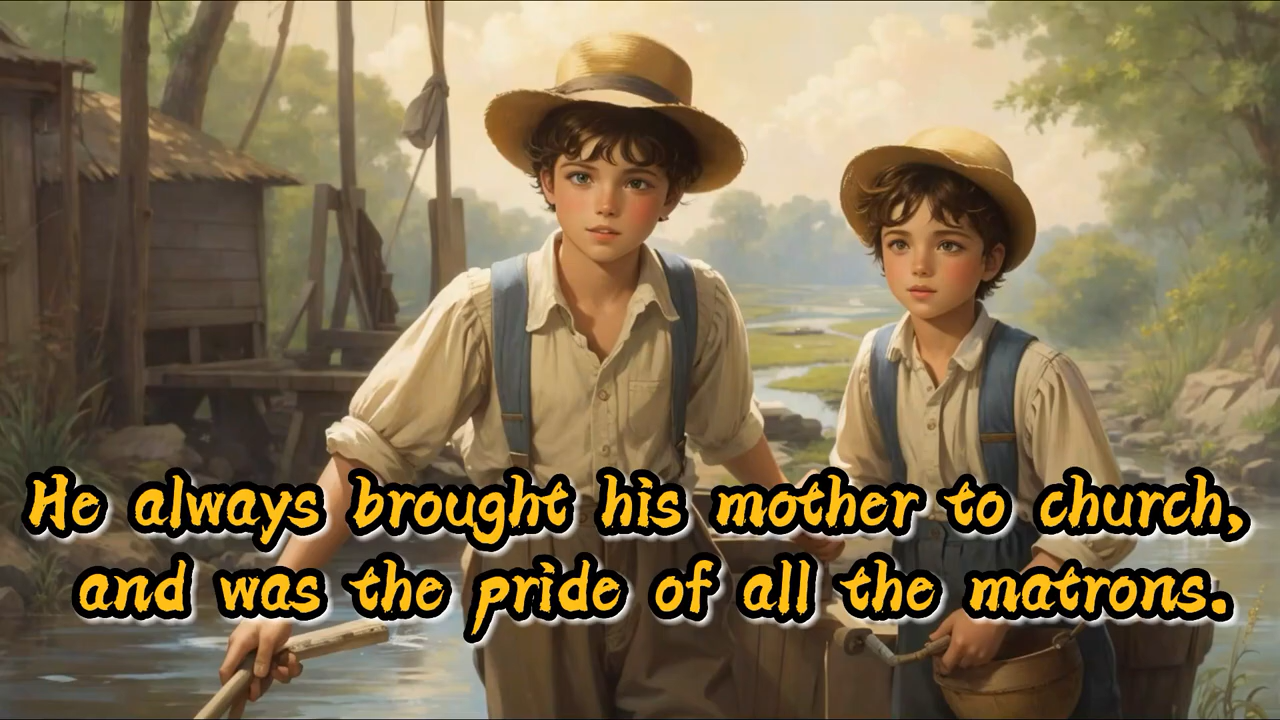 He always brought his mother to church,
and was the pride of all the matrons.